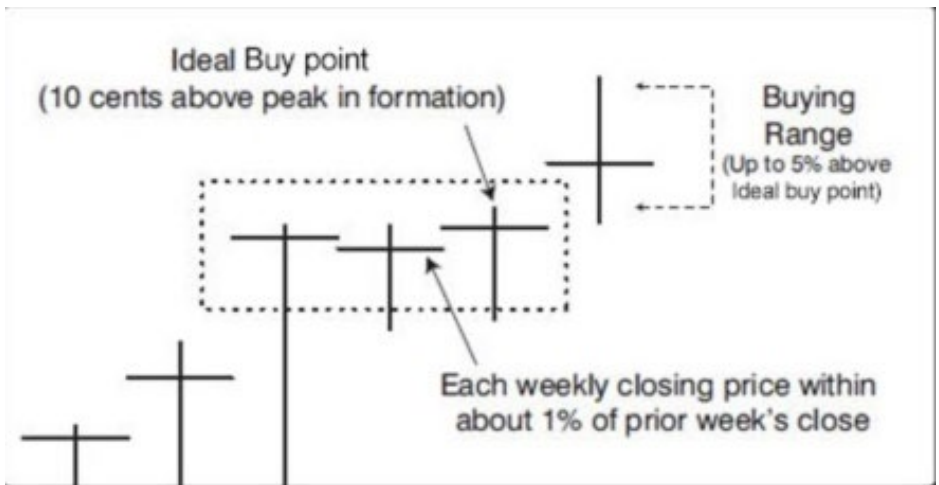 Ideal Buy point
(10 cents above peak in formation)
Buying
Range
(Up to 5% above
Ideal buy point)
Each weekly closing price within
about 1% of prior week's close